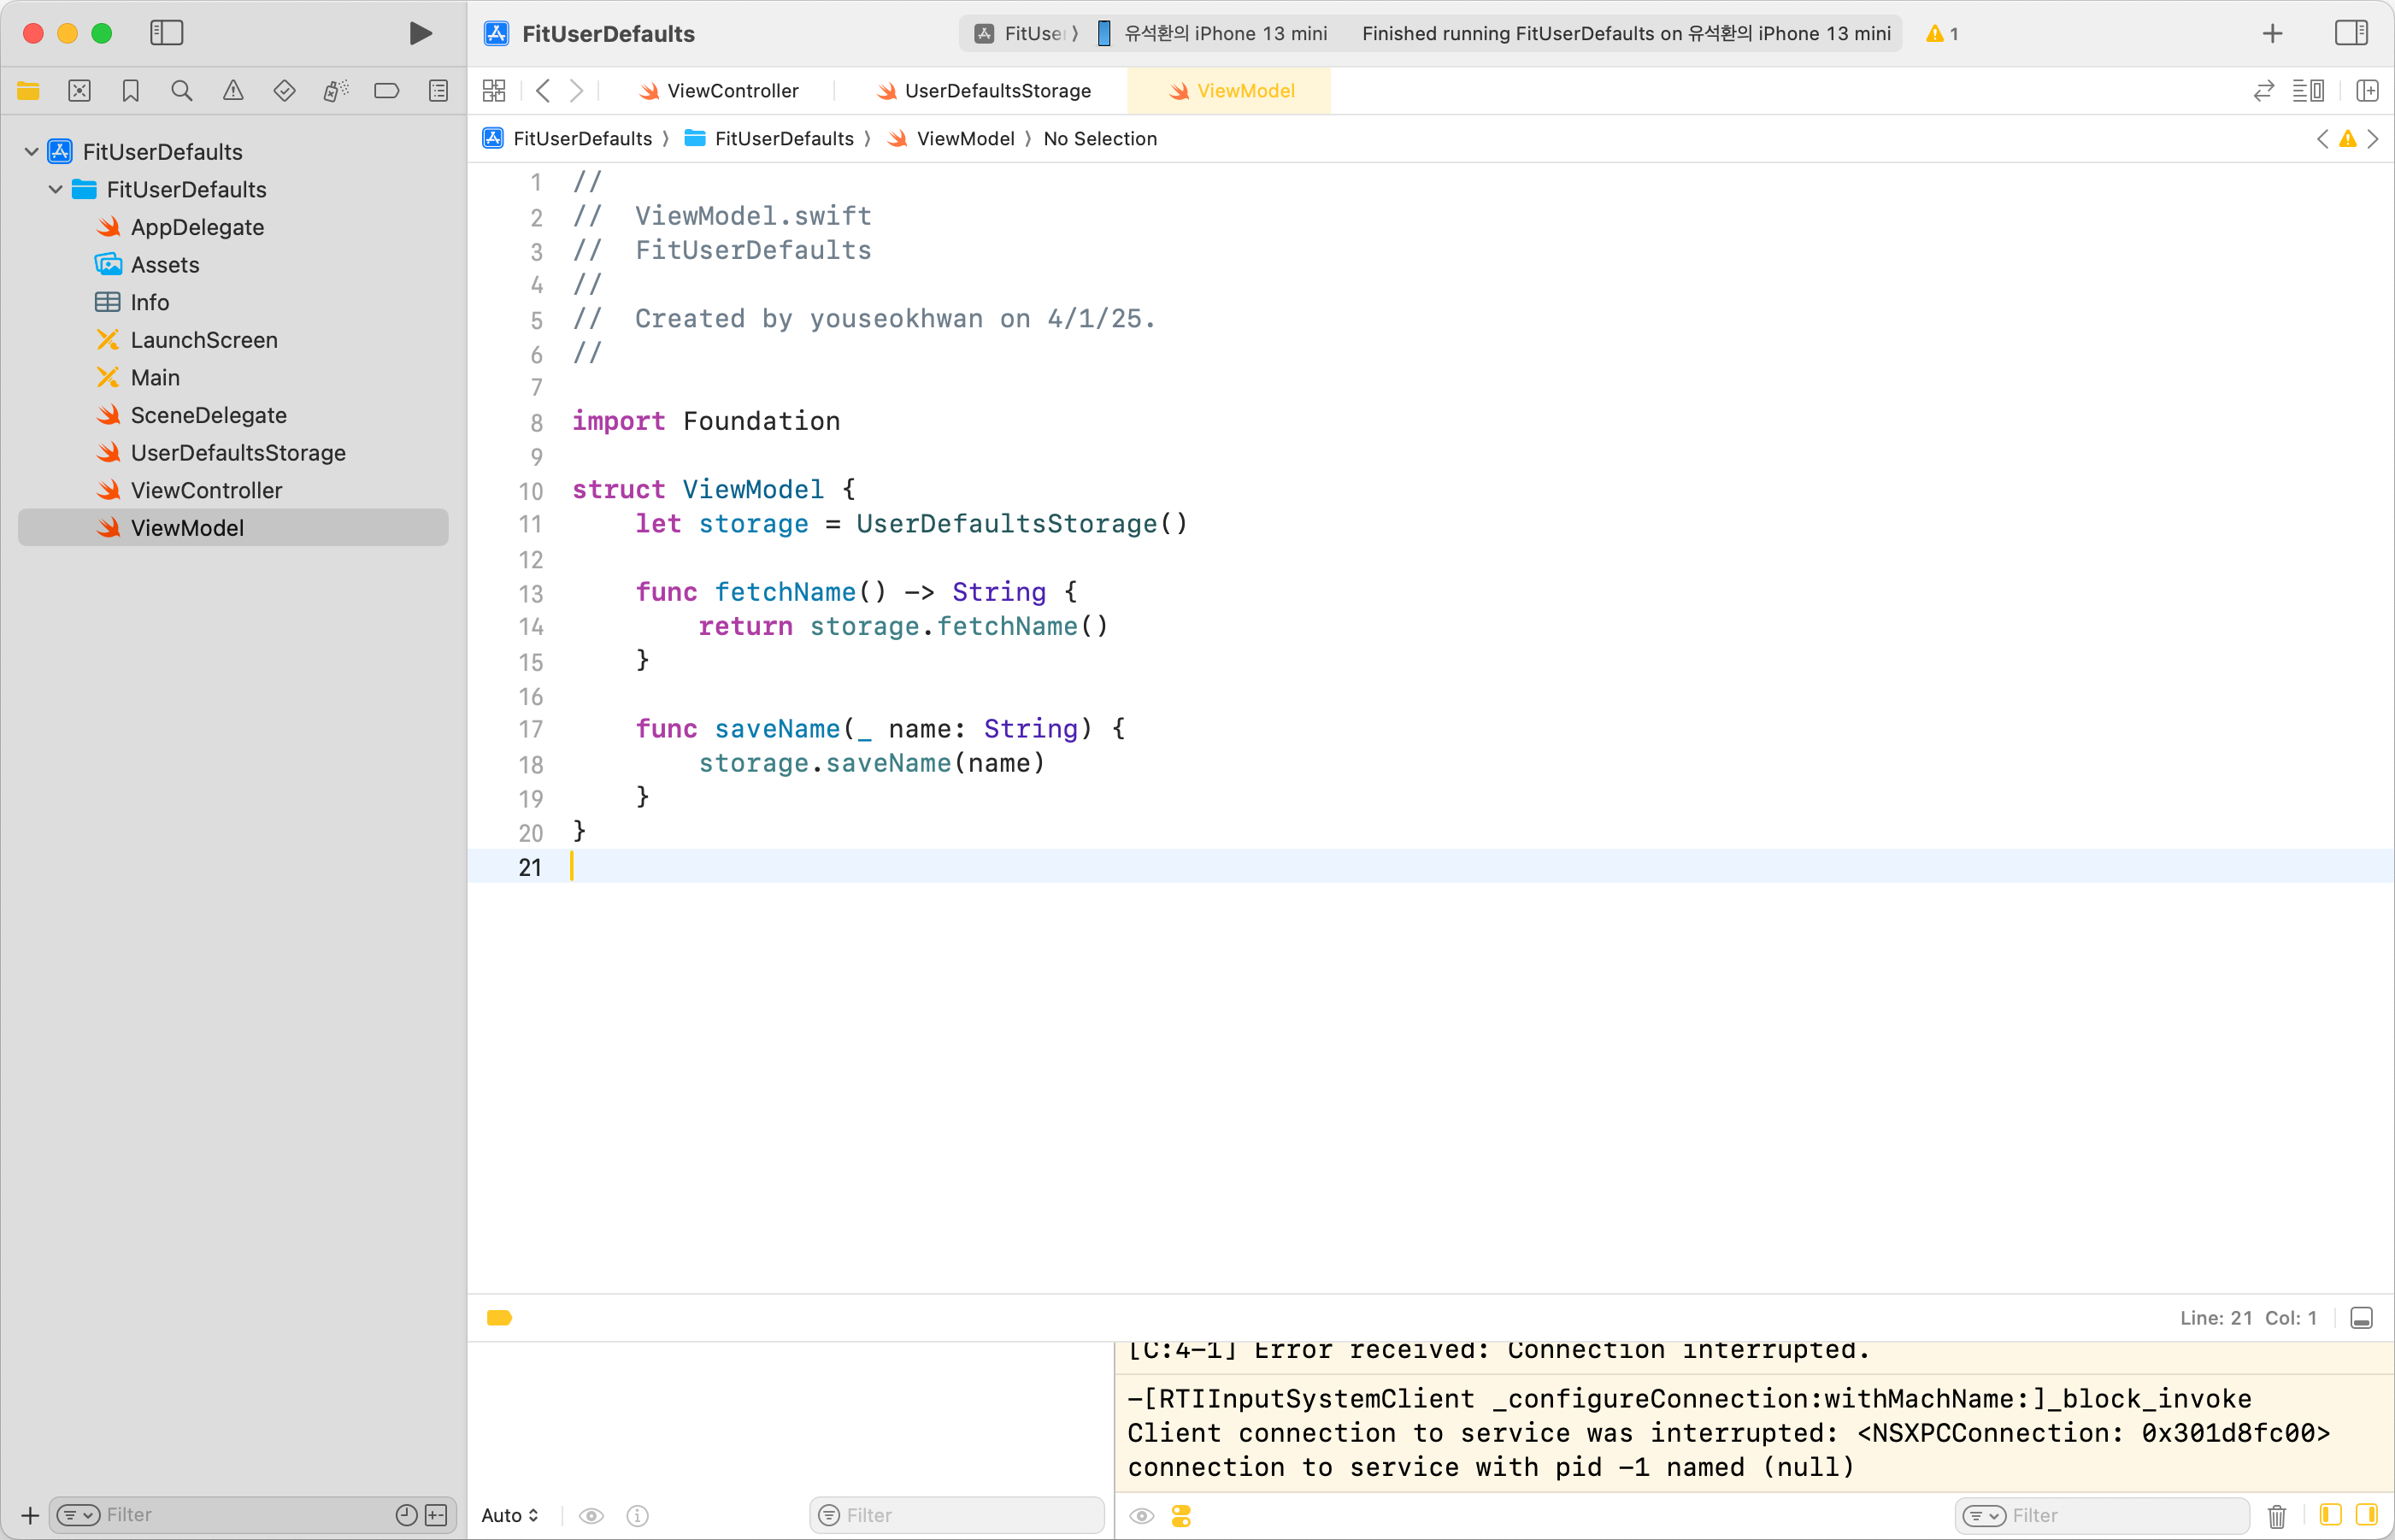 FitUserDefaults
FitUser 유석환의 iPhone 13 mini Finished running FitUserDefaults on 유석환의 iPhone 13 mini 1
ViewController UserDefaultsStorage ViewModel
FitUserDefaults FitUserDefaults ViewModel No Selection
FitUserDefaults
FitUserDefaults
AppDelegate
Assets
Info
LaunchScreen
Main
SceneDelegate
UserDefaultsStorage
ViewController
ViewModel
Filter
1 //
2 //  ViewModel.swift
3 //  FitUserDefaults
4 //
5 //  Created by youseokhwan on 4/1/25.
6 //
7
8 import Foundation
9
10 struct ViewModel {
11     let storage = UserDefaultsStorage()
12
13     func fetchName() -> String {
14         return storage.fetchName()
15     }
16
17     func saveName(_ name: String) {
18         storage.saveName(name)
19     }
20 }
21
Line: 21 Col: 1
[C:4-1] Error received: Connection interrupted.
-[RTIInputSystemClient _configureConnection:withMachName:]_block_invoke
Client connection to service was interrupted: <NSXPCConnection: 0x301d8fc00>
connection to service with pid -1 named (null)
Auto Filter
Filter